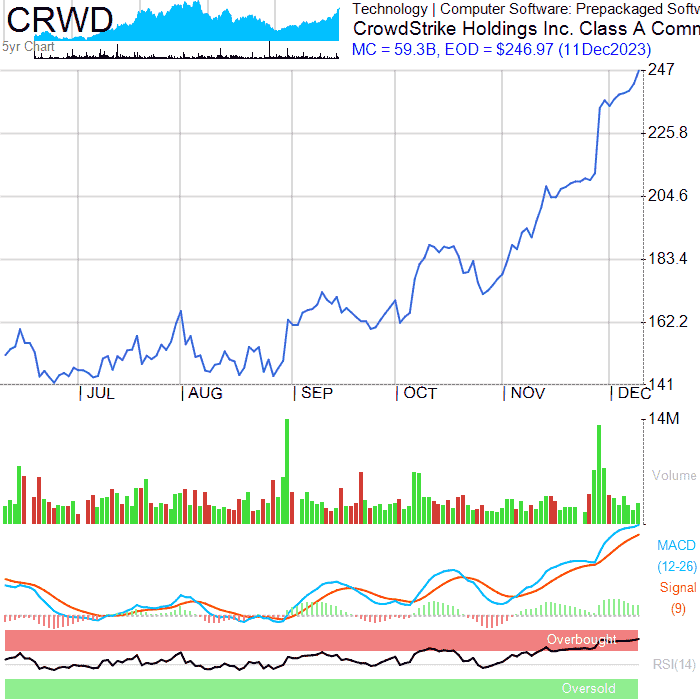 CRWD
5yr Chart
Technology | Computer Software: Prepackaged Softw
CrowdStrike Holdings Inc. Class A Comm
MC = 59.3B, EOD = $246.97 (11Dec2023)
247
225.8
204.6
183.4
162.2
141
JUL
AUG
SEP
OCT
NOV
DEC
14M
Volume
MACD
(12-26)
Signal
(9)
Overbought
RSI(14)
Oversold